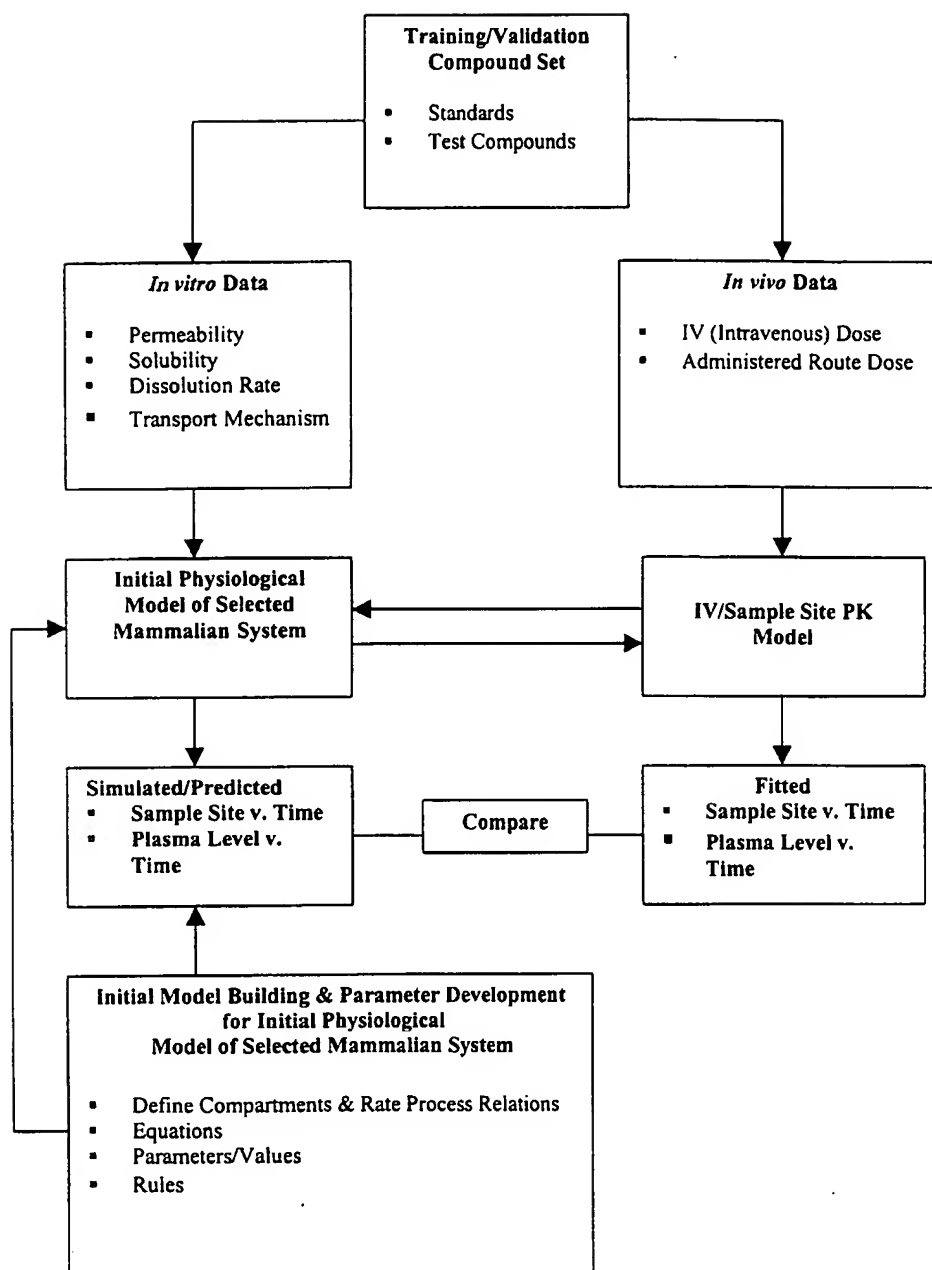 Training/Validation
Compound Set
▪ Standards
▪ Test Compounds
In vitro Data
▪ Permeability
▪ Solubility
▪ Dissolution Rate
▪ Transport Mechanism
In vivo Data
▪ IV (Intravenous) Dose
▪ Administered Route Dose
Initial Physiological
Model of Selected
Mammalian System
IV/Sample Site PK
Model
Simulated/Predicted
▪ Sample Site v. Time
▪ Plasma Level v.
Time
Compare
Fitted
▪ Sample Site v. Time
▪ Plasma Level v.
Time
Initial Model Building & Parameter Development
for Initial Physiological
Model of Selected Mammalian System
▪ Define Compartments & Rate Process Relations
▪ Equations
▪ Parameters/Values
▪ Rules